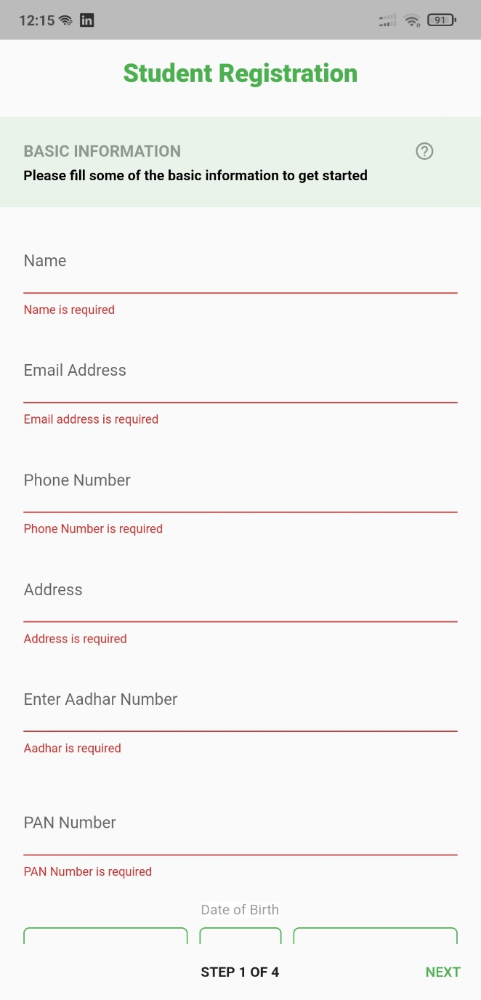 12:15
91
Student Registration
BASIC INFORMATION
Please fill some of the basic information to get started
Name
Name is required
Email Address
Email address is required
Phone Number
Phone Number is required
Address
Address is required
Enter Aadhar Number
Aadhar is required
PAN Number
PAN Number is required
Date of Birth
STEP 1 OF 4
NEXT